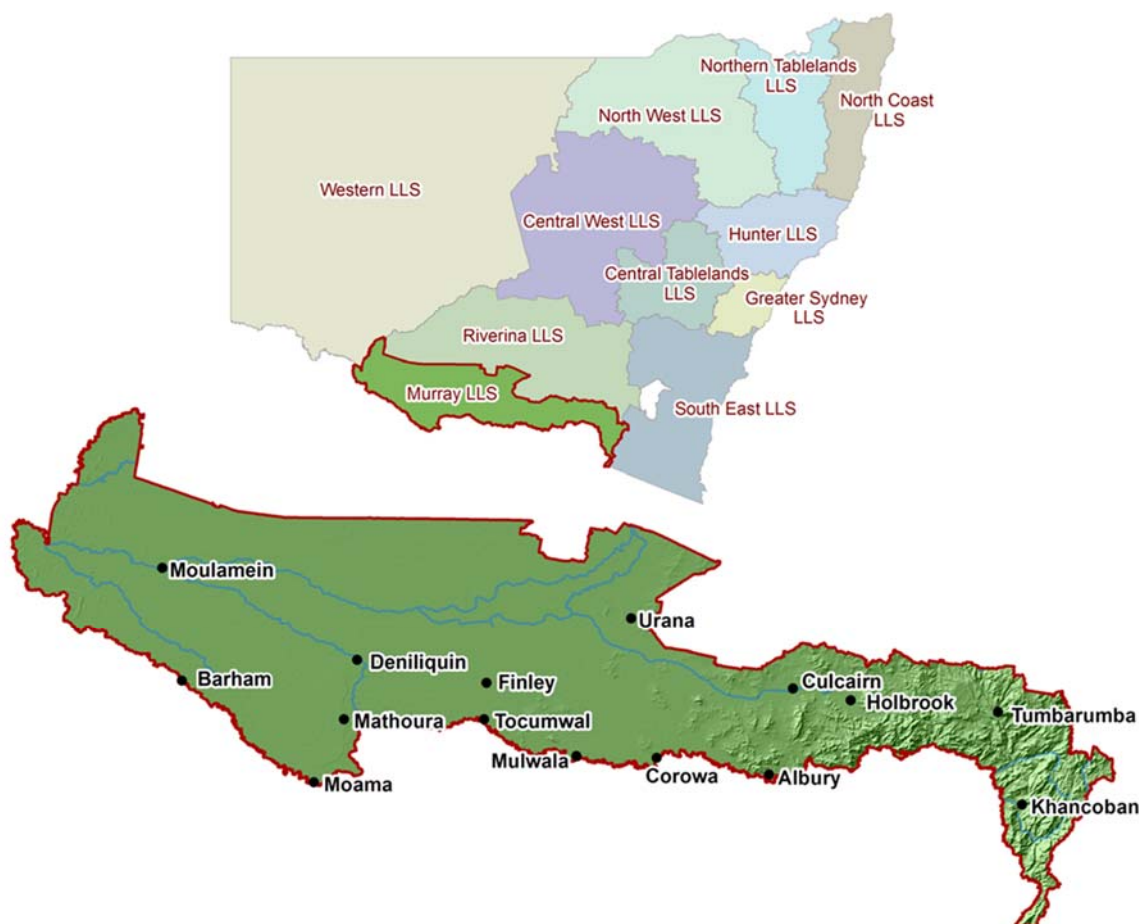 Northern Tablelands
LLS
North Coast
LLS
North West LLS
Western LLS
Central West LLS
Hunter LLS
Central Tablelands
LLS
Greater Sydney
LLS
Riverina LLS
Murray LLS
South East LLS
Moulamein
Urana
Deniliquin
Barham
Finley
Culcairn
Holbrook
Mathoura
Tocumwal
Tumbarumba
Mulwala
Corowa
Albury
Moama
Khancoban